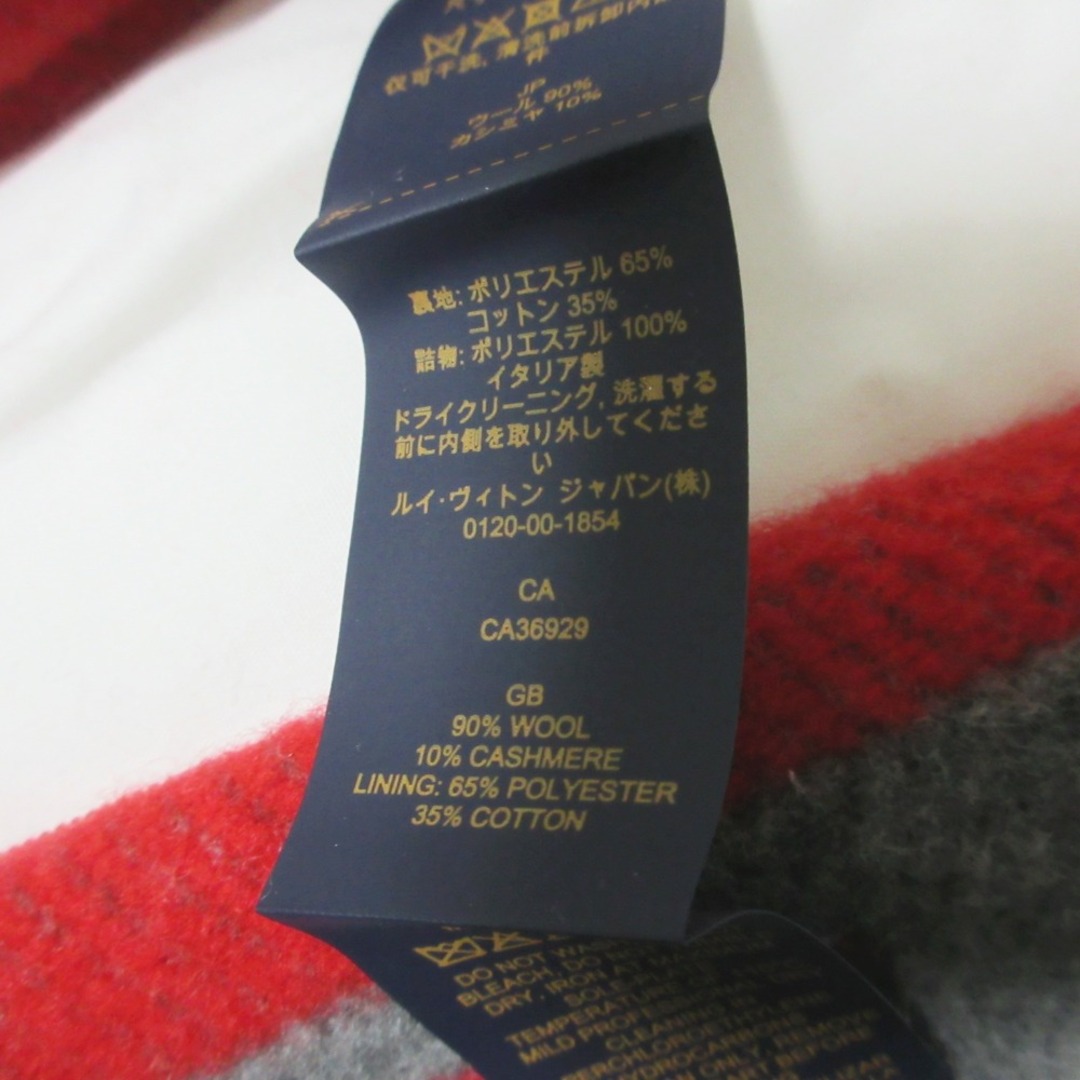 仅可干洗, 清洗前拆卸内部
件
JP
ウール 90%
カシミヤ 10%
裏地: ポリエステル 65%
コットン 35%
詰物: ポリエステル 100%
イタリア製
ドライクリーニング, 洗濯する
前に内側を取り外してくださ
い
ルイ·ヴィトン ジャパン(株)
0120-00-1854
CA
CA36929
GB
90% WOOL
10% CASHMERE
LINING: 65% POLYESTER
35% COTTON
DO NOT
BLEACH, DO NOT
DRY, IRON AT
SOLE
TEMPERATURE
MILD PROFESSIONAL
CLEANING IN
ONLY, REMOVE
BEFORE